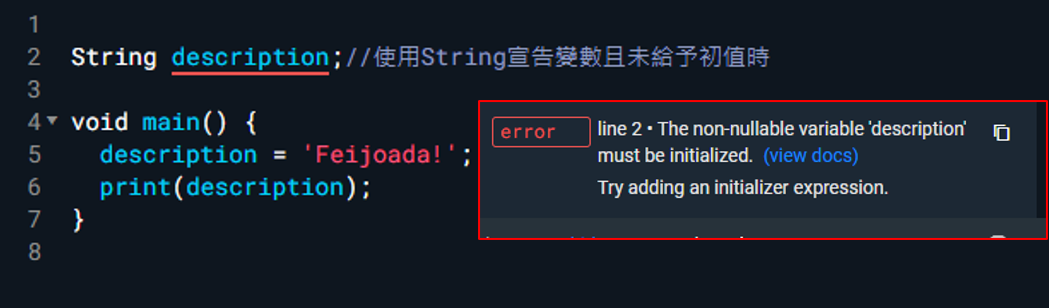 1
2 String description;//使用String宣告變數且未給予初值時
3
4 void main() {
5 description = 'Feijoada!';
6 print(description);
7 }
8
error line 2 • The non-nullable variable 'description'
must be initialized. (view docs)
Try adding an initializer expression.